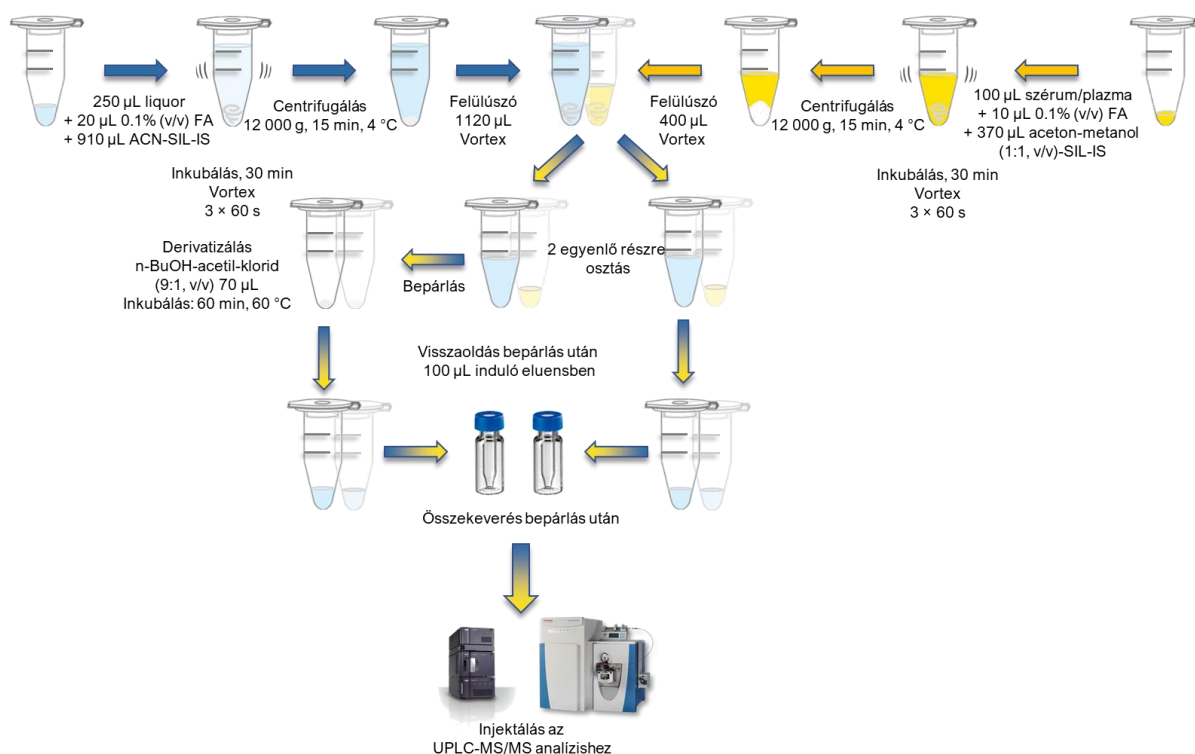 250 µL liquor
+ 20 µL 0.1% (v/v) FA
+ 910 µL ACN-SIL-IS
Centrifugálás
12 000 g, 15 min, 4 °C
Felülúszó
1120 µL
Vortex
Felülúszó
400 µL
Vortex
Centrifugálás
12 000 g, 15 min, 4 °C
100 µL szérum/plazma
+ 10 µL 0.1% (v/v) FA
+ 370 µL aceton-metanol
(1:1, v/v)-SIL-IS
Inkubálás, 30 min
Vortex
3 × 60 s
Inkubálás, 30 min
Vortex
3 × 60 s
Derivatizálás
n-BuOH-acetil-klorid
(9:1, v/v) 70 µL
Inkubálás: 60 min, 60 °C
Bepárlás
2 egyenlő részre
osztás
Visszaoldás bepárlás után
100 µL induló eluensben
Összekeverés bepárlás után
Injektálás az
UPLC-MS/MS analízishez